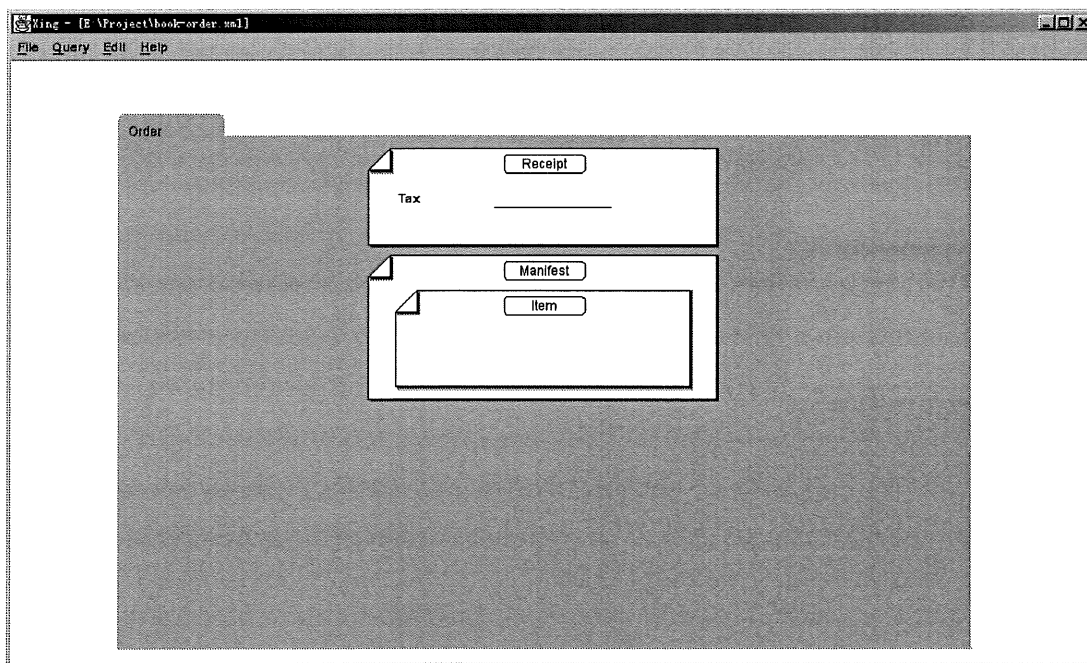 Xing - [E \Project\book-order.xml]
File Query Edit Help
Order
Receipt
Tax
Manifest
Item